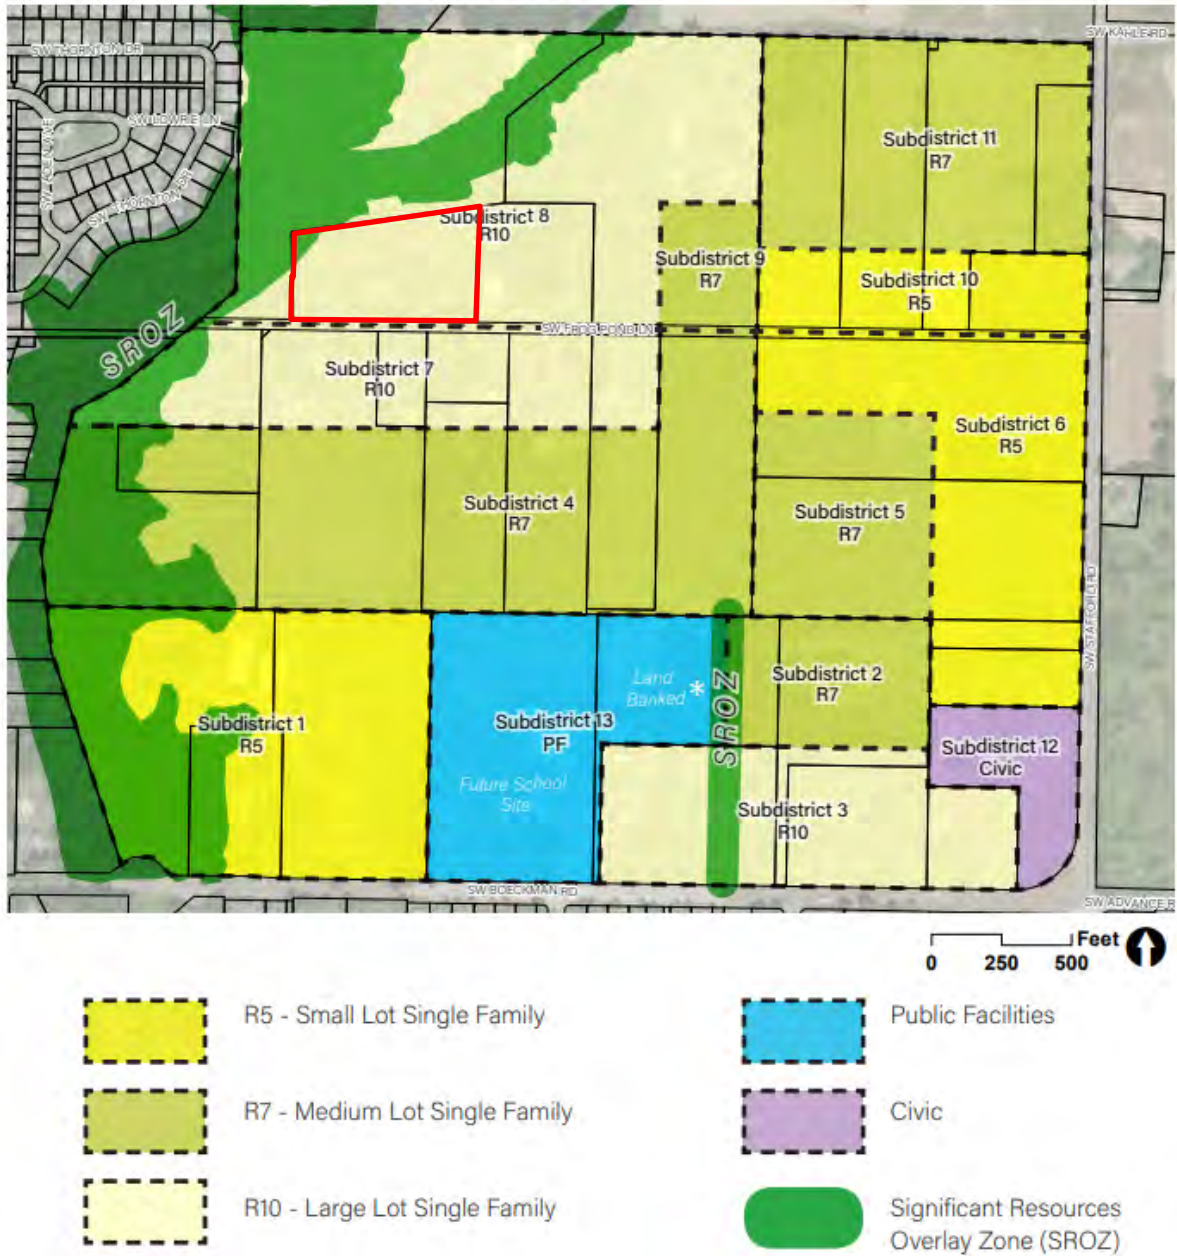 SW THORNTON DR
SW KAHLE RD
SW LOWRIE LN
SW THORNTON DR
Subdistrict 11
R7
Subdistrict 8
R10
Subdistrict 9
R7
Subdistrict 10
R5
SROZ
SW FROG POND LN
Subdistrict 7
R10
Subdistrict 6
R5
Subdistrict 4
R7
Subdistrict 5
R7
SW STAFFORD RD
Land
Banked *
SROZ
Subdistrict 2
R7
Subdistrict 1
R5
Subdistrict 13
PF
Future School
Site
Subdistrict 12
Civic
Subdistrict 3
R10
SW BOECKMAN RD
SW ADVANCE R
Feet
0 250 500
R5 - Small Lot Single Family
R7 - Medium Lot Single Family
R10 - Large Lot Single Family
Public Facilities
Civic
Significant Resources
Overlay Zone (SROZ)